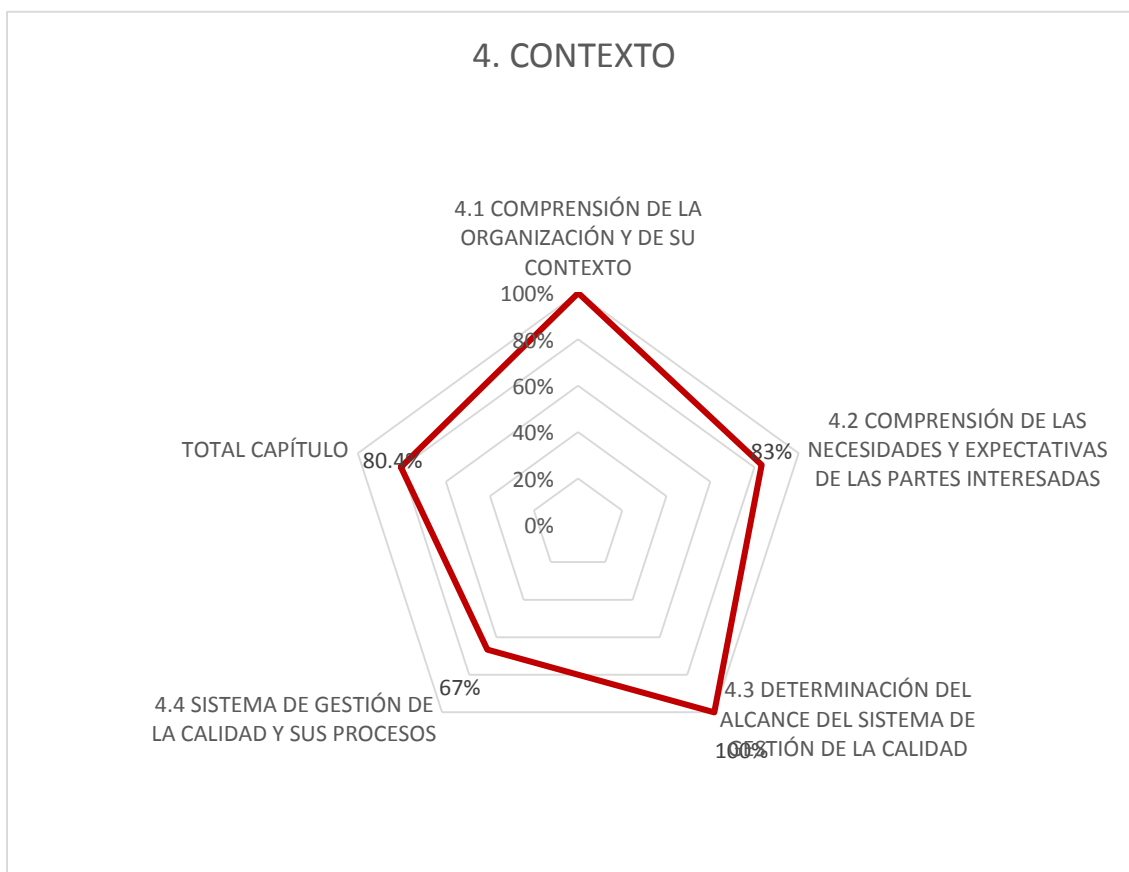 4. CONTEXTO
4.1 COMPRENSIÓN DE LA
ORGANIZACIÓN Y DE SU
CONTEXTO
100%
80%
60%
40%
20%
0%
4.2 COMPRENSIÓN DE LAS
NECESIDADES Y EXPECTATIVAS
DE LAS PARTES INTERESADAS
83%
4.3 DETERMINACIÓN DEL
ALCANCE DEL SISTEMA DE
GESTIÓN DE LA CALIDAD
100%
67%
4.4 SISTEMA DE GESTIÓN DE
LA CALIDAD Y SUS PROCESOS
TOTAL CAPÍTULO
80.4%